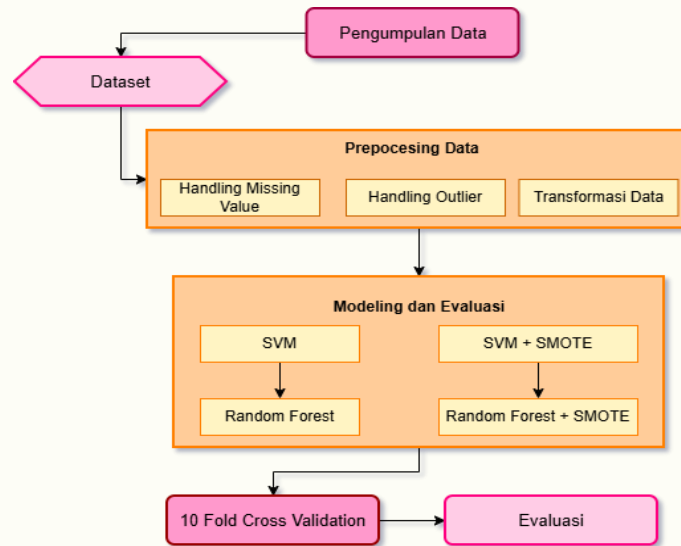 Pengumpulan Data
Dataset
Prepocesing Data
Handling Missing
Value
Handling Outlier
Transformasi Data
Modeling dan Evaluasi
SVM
SVM + SMOTE
Random Forest
Random Forest + SMOTE
10 Fold Cross Validation
Evaluasi